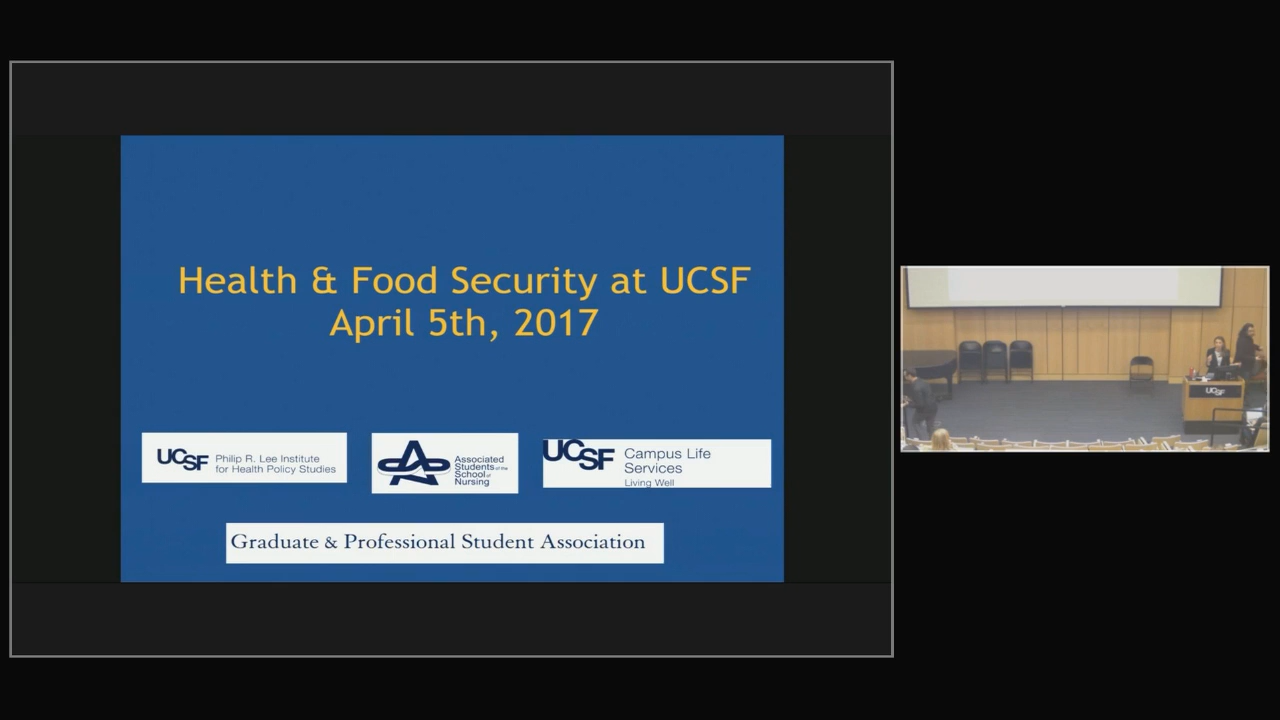 Health & Food Security at UCSF
April 5th, 2017
UCSF
Philip R. Lee Institute
for Health Policy Studies
Associated
Students of the
School of
Nursing
UCSF
Campus Life
Services
Living Well
Graduate & Professional Student Association
UCSF